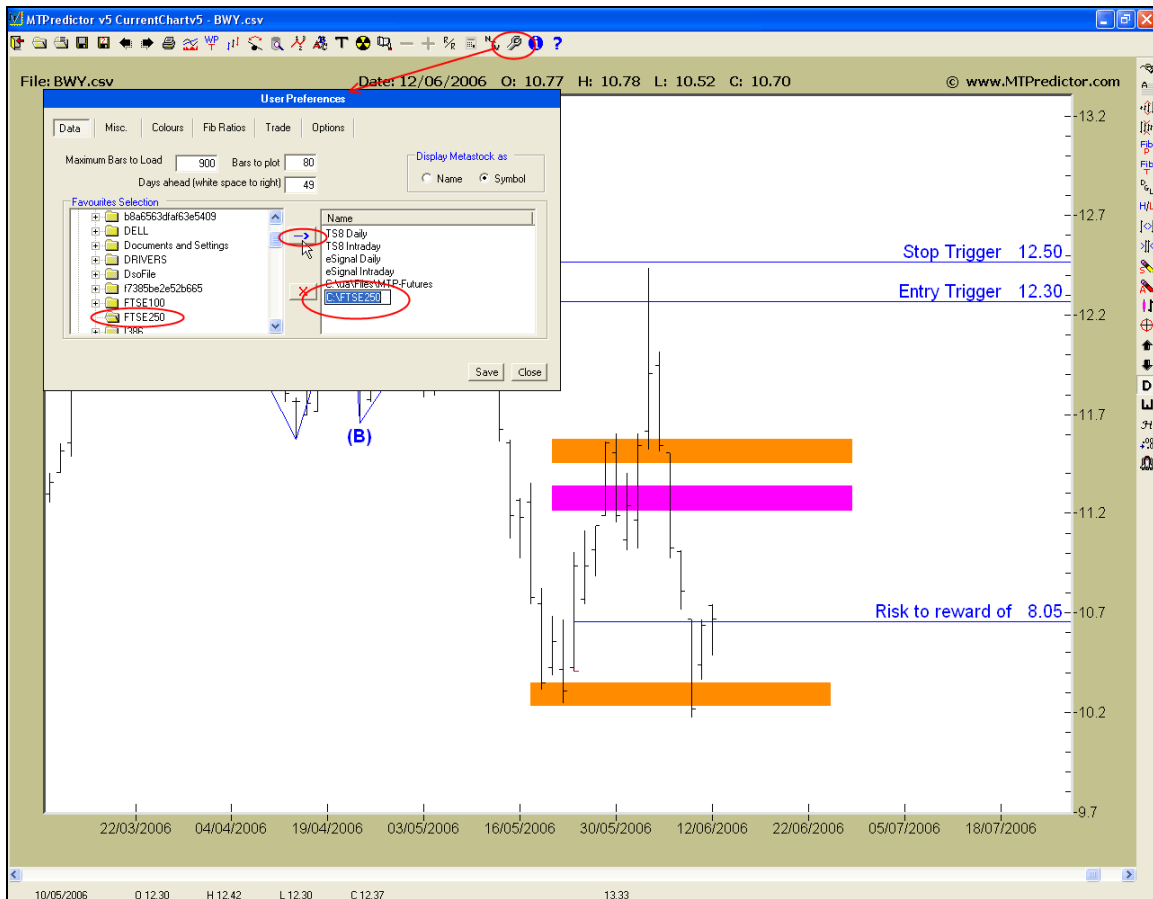 MTPredictor v5 CurrentChartv5 - BWY.csv
File: BWY.csv Date: 12/06/2006 O: 10.77 H: 10.78 L: 10.52 C: 10.70 © www.MTPredictor.com
User Preferences
Data Misc. Colours Fib Ratios Trade Options
Maximum Bars to Load 900 Bars to plot 80
Days ahead (white space to right) 49
Display Metastock as
Name Symbol
Favourites Selection
b8a6563dfaf63e5409
DELL
Documents and Settings
DRIVERS
DsoFile
f7385be2e52b665
FTSE100
FTSE250
i386
Name
TS8 Daily
TS8 Intraday
eSignal Daily
eSignal Intraday
C:\ua\Files\MTP-Futures
C:\FTSE250
Save Close
13.2
12.7
Stop Trigger 12.50
Entry Trigger 12.30
12.2
11.7
(B)
11.2
Risk to reward of 8.05
10.7
10.2
9.7
22/03/2006 04/04/2006 19/04/2006 03/05/2006 16/05/2006 30/05/2006 12/06/2006 22/06/2006 05/07/2006 18/07/2006
10/05/2006 O 12.30 H 12.42 L 12.30 C 12.37 13.33